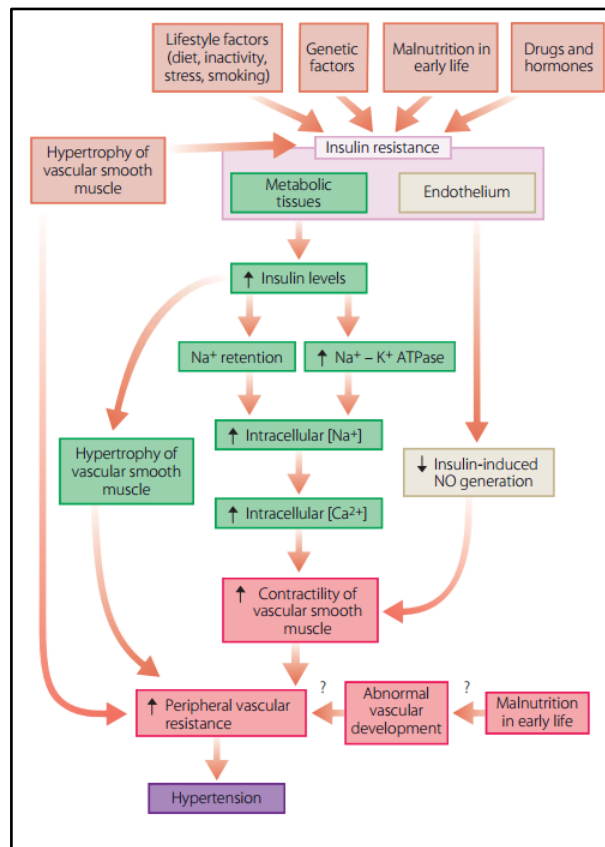 Lifestyle factors
(diet, inactivity,
stress, smoking)
Genetic
factors
Malnutrition in
early life
Drugs and
hormones
Hypertrophy of
vascular smooth
muscle
Insulin resistance
Metabolic
tissues
Endothelium
↑ Insulin levels
Na⁺ retention
↑ Na⁺ – K⁺ ATPase
Hypertrophy of
vascular smooth
muscle
↑ Intracellular [Na⁺]
↓ Insulin-induced
NO generation
↑ Intracellular [Ca²⁺]
↑ Contractility of
vascular smooth
muscle
↑ Peripheral vascular
resistance
?
Abnormal
vascular
development
?
Malnutrition
in early life
Hypertension